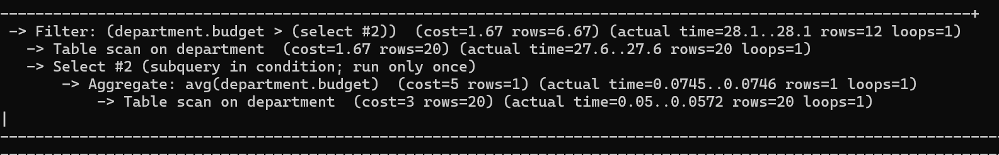 -----------------------------------------------------------------------------------------------------------------+
-> Filter: (department.budget > (select #2))  (cost=1.67 rows=6.67) (actual time=28.1..28.1 rows=12 loops=1)
-> Table scan on department  (cost=1.67 rows=20) (actual time=27.6..27.6 rows=20 loops=1)
-> Select #2 (subquery in condition; run only once)
-> Aggregate: avg(department.budget)  (cost=5 rows=1) (actual time=0.0745..0.0746 rows=1 loops=1)
-> Table scan on department  (cost=3 rows=20) (actual time=0.05..0.0572 rows=20 loops=1)
|
-----------------------------------------------------------------------------------------------------------------